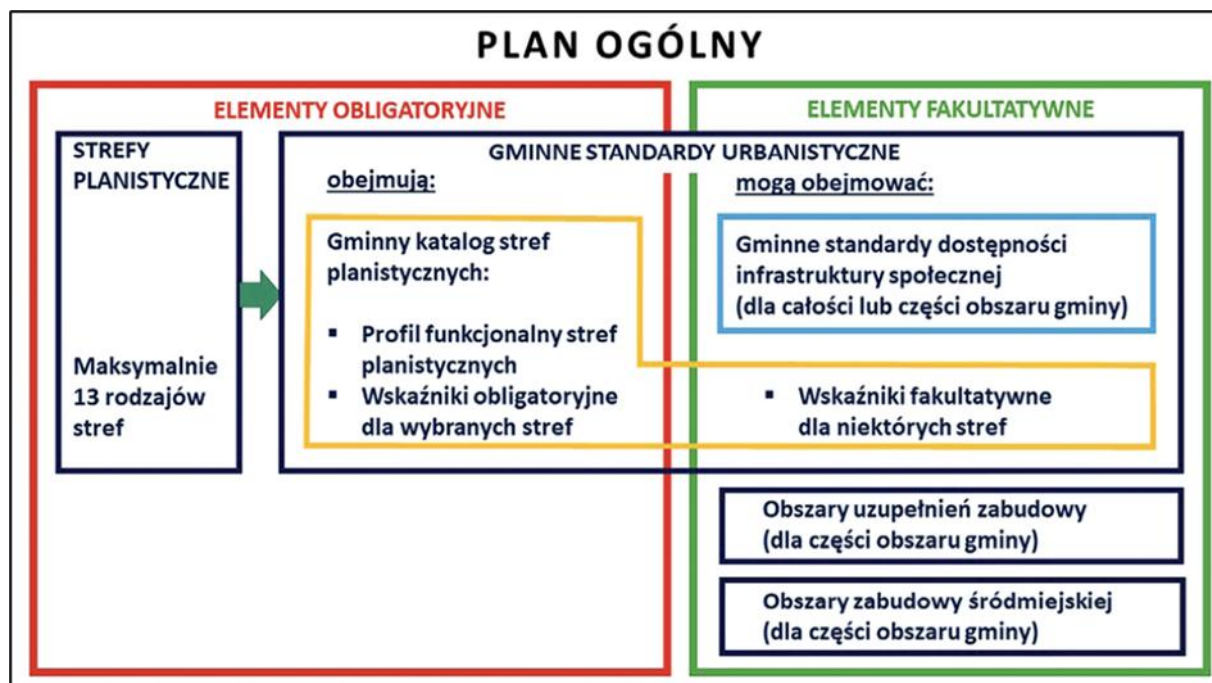 PLAN OGÓLNY
ELEMENTY OBLIGATORYJNE
STREFY
PLANISTYCZNE
Maksymalnie
13 rodzajów
stref
GMINNE STANDARDY URBANISTYCZNE
obejmują:
Gminny katalog stref
planistycznych:
▪ Profil funkcjonalny stref
planistycznych
▪ Wskaźniki obligatoryjne
dla wybranych stref
ELEMENTY FAKULTATYWNE
mogą obejmować:
Gminne standardy dostępności
infrastruktury społecznej
(dla całości lub części obszaru gminy)
▪ Wskaźniki fakultatywne
dla niektórych stref
Obszary uzupełnień zabudowy
(dla części obszaru gminy)
Obszary zabudowy śródmiejskiej
(dla części obszaru gminy)